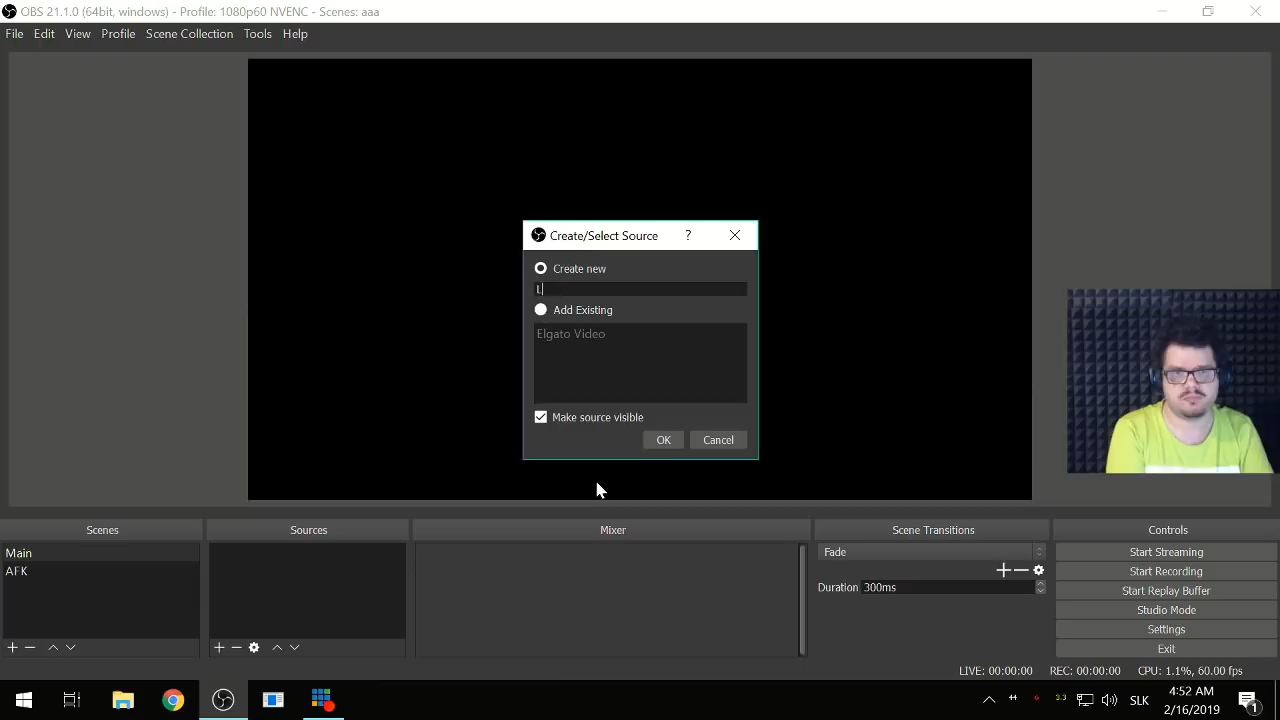 OBS 21.1.0 (64bit, windows) - Profile: 1080p60 NVENC - Scenes: aaa
File Edit View Profile Scene Collection Tools Help
Create/Select Source ?
Create new
L
Add Existing
Elgato Video
Make source visible
OK Cancel
Scenes Sources Mixer Scene Transitions Controls
Main
AFK
Fade
Duration 300ms
Start Streaming
Start Recording
Start Replay Buffer
Studio Mode
Settings
Exit
LIVE: 00:00:00 REC: 00:00:00 CPU: 1.1%, 60.00 fps
3.3 SLK 4:52 AM
2/16/2019 1